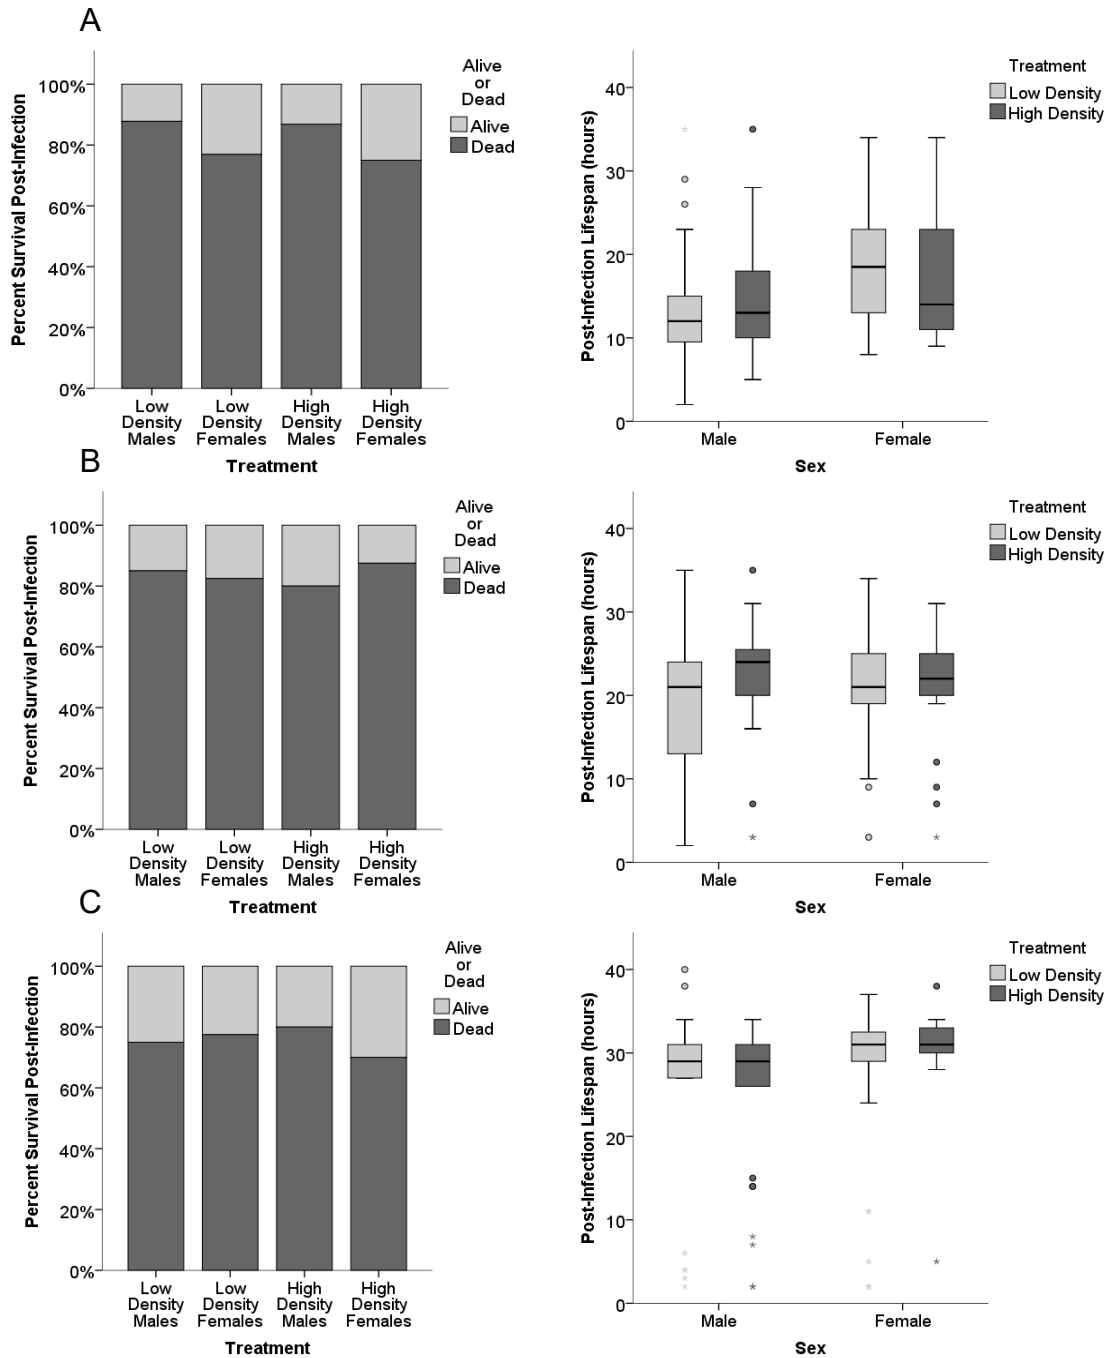 A
Percent Survival Post-Infection
100%
80%
60%
40%
20%
0%
Low
Density
Males
Low
Density
Females
High
Density
Males
High
Density
Females
Treatment
Alive
or
Dead
Alive
Dead
Post-Infection Lifespan (hours)
40
30
20
10
0
Male
Female
Sex
Treatment
Low Density
High Density
B
Percent Survival Post-Infection
100%
80%
60%
40%
20%
0%
Low
Density
Males
Low
Density
Females
High
Density
Males
High
Density
Females
Treatment
Alive
or
Dead
Alive
Dead
Post-Infection Lifespan (hours)
40
30
20
10
0
Male
Female
Sex
Treatment
Low Density
High Density
C
Percent Survival Post-Infection
100%
80%
60%
40%
20%
0%
Low
Density
Males
Low
Density
Females
High
Density
Males
High
Density
Females
Treatment
Alive
or
Dead
Alive
Dead
Post-Infection Lifespan (hours)
40
30
20
10
0
Male
Female
Sex
Treatment
Low Density
High Density